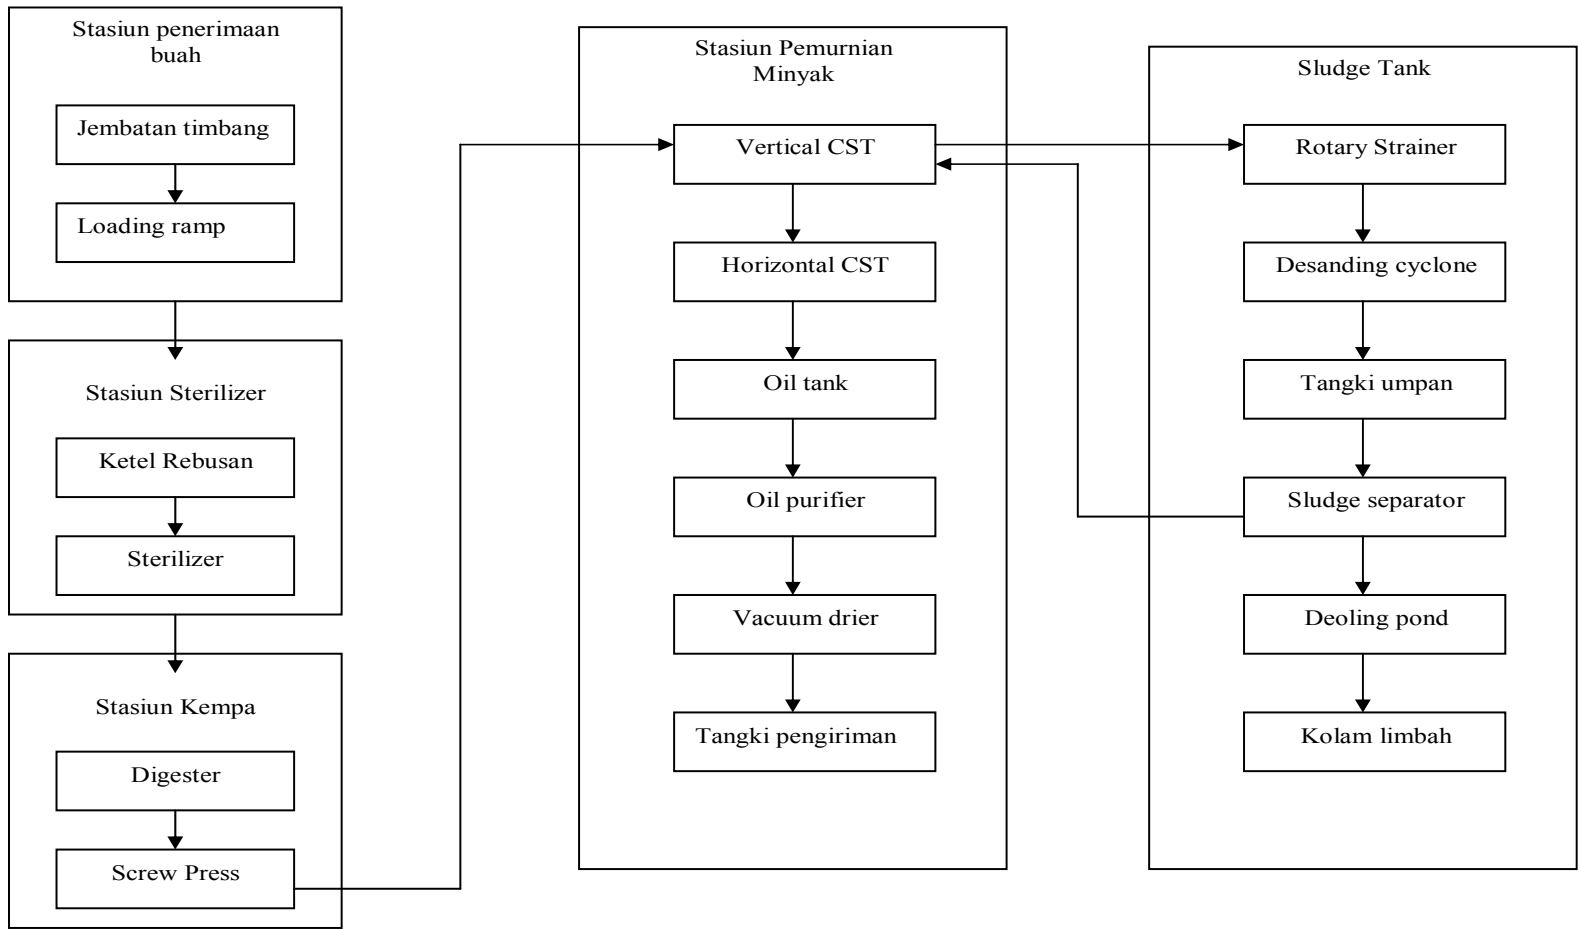 Stasiun penerimaan
buah
Jembatan timbang
Loading ramp
Stasiun Sterilizer
Ketel Rebusan
Sterilizer
Stasiun Kempa
Digester
Screw Press
Stasiun Pemurnian
Minyak
Vertical CST
Horizontal CST
Oil tank
Oil purifier
Vacuum drier
Tangki pengiriman
Sludge Tank
Rotary Strainer
Desanding cyclone
Tangki umpan
Sludge separator
Deoling pond
Kolam limbah